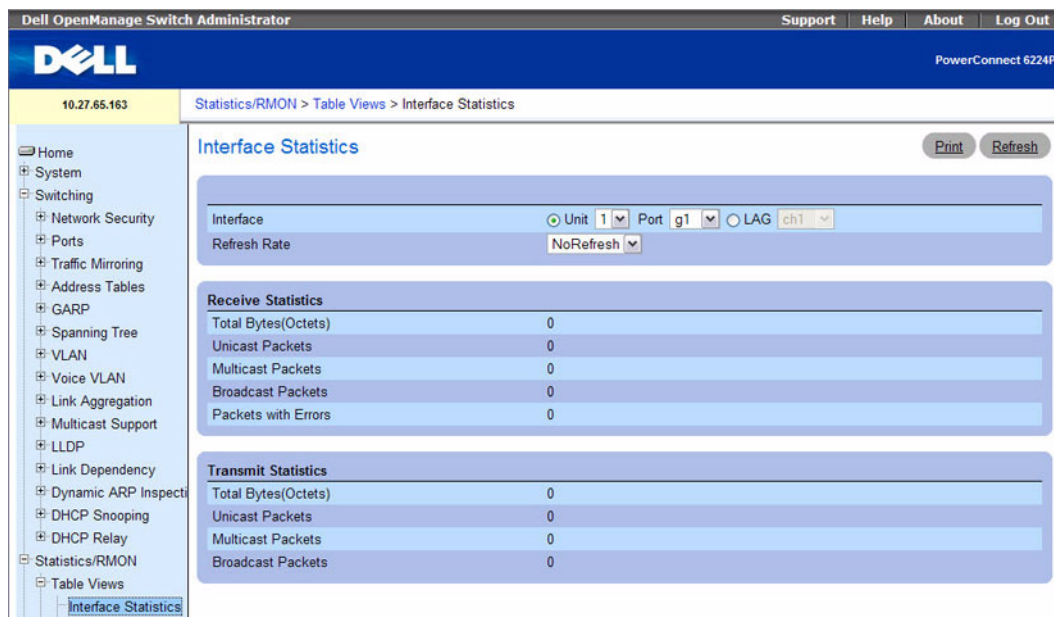 Dell OpenManage Switch Administrator
Support Help About Log Out
DELL
PowerConnect 6224P
10.27.65.163
Statistics/RMON > Table Views > Interface Statistics
Home
System
Switching
Network Security
Ports
Traffic Mirroring
Address Tables
GARP
Spanning Tree
VLAN
Voice VLAN
Link Aggregation
Multicast Support
LLDP
Link Dependency
Dynamic ARP Inspecti
DHCP Snooping
DHCP Relay
Statistics/RMON
Table Views
Interface Statistics
Interface Statistics
Print Refresh
Interface Unit 1 Port g1 LAG ch1
Refresh Rate NoRefresh
Receive Statistics
Total Bytes(Octets) 0
Unicast Packets 0
Multicast Packets 0
Broadcast Packets 0
Packets with Errors 0
Transmit Statistics
Total Bytes(Octets) 0
Unicast Packets 0
Multicast Packets 0
Broadcast Packets 0